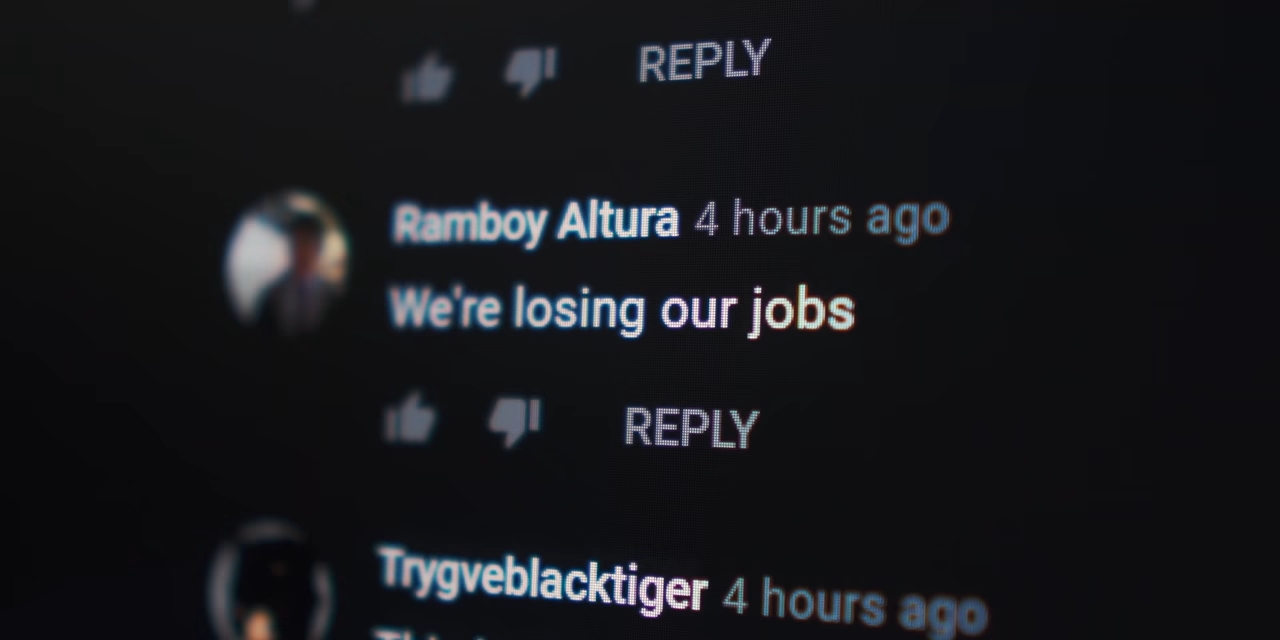 REPLY
Ramboy Altura 4 hours ago
We're losing our jobs
REPLY
Trygveblacktiger 4 hours ago